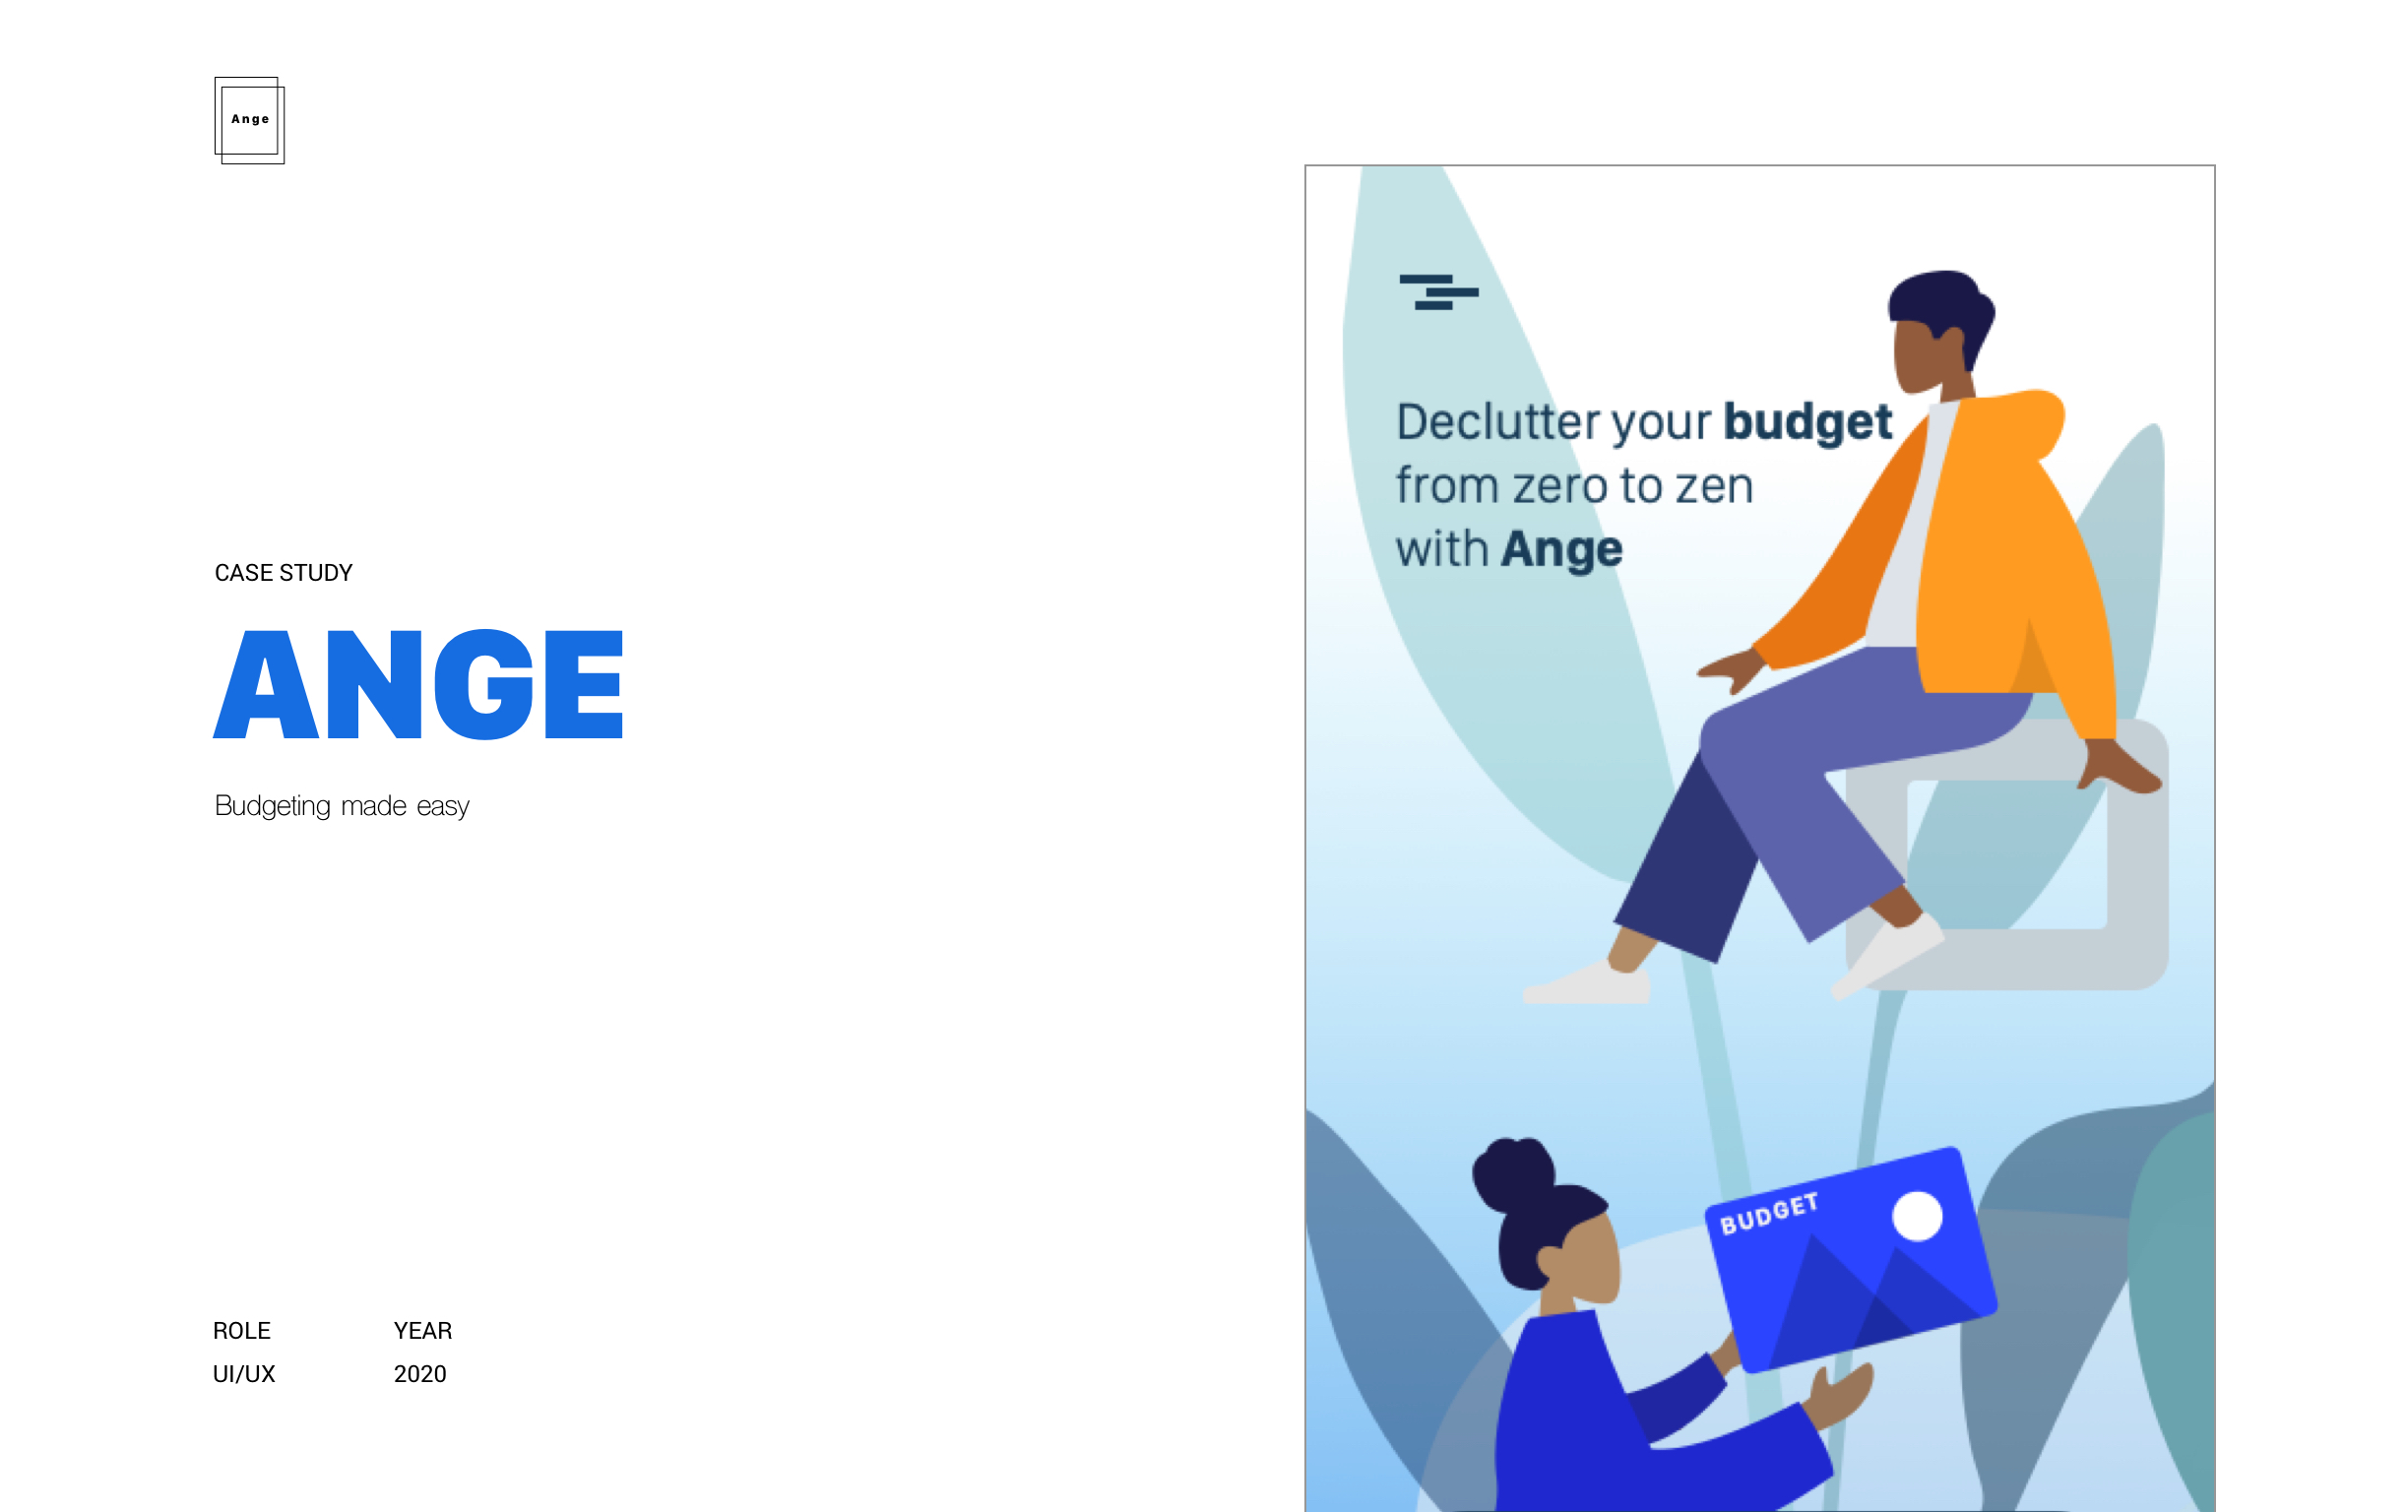 Ange
CASE STUDY
ANGE
Budgeting made easy
ROLE
YEAR
UI/UX
2020
Declutter your budget
from zero to zen
with Ange
BUDGET